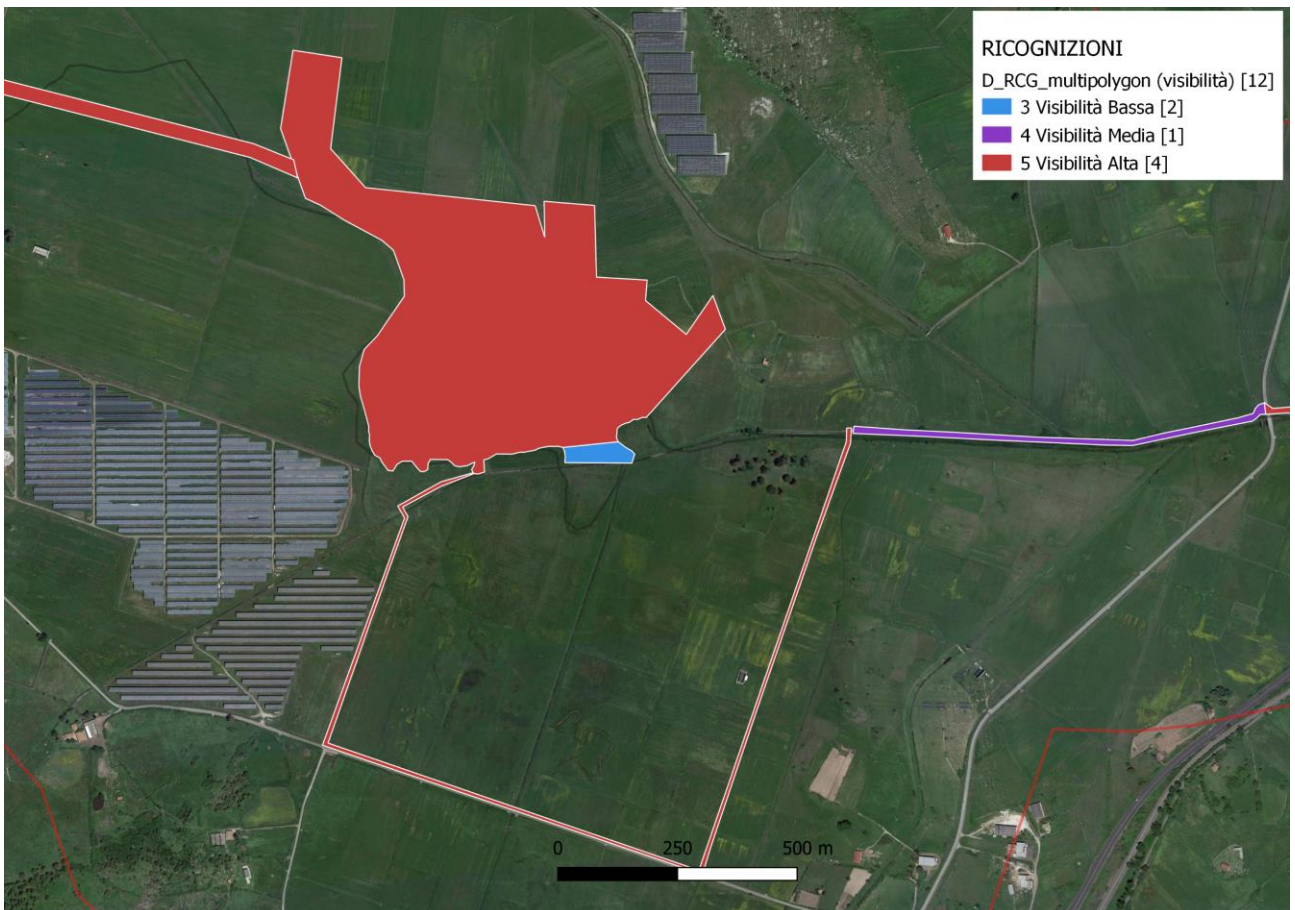 RICOGNIZIONI
D_RCG_multipolygon (visibilità) [12]
3 Visibilità Bassa [2]
4 Visibilità Media [1]
5 Visibilità Alta [4]
0 250 500 m